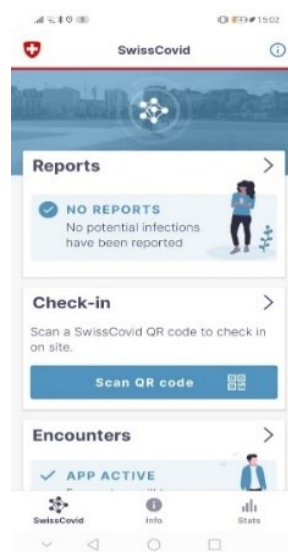 15:02
SwissCovid
Reports
NO REPORTS
No potential infections
have been reported
Check-in
Scan a SwissCovid QR code to check in
on site.
Scan QR code
Encounters
APP ACTIVE
SwissCovid
Info
Stats